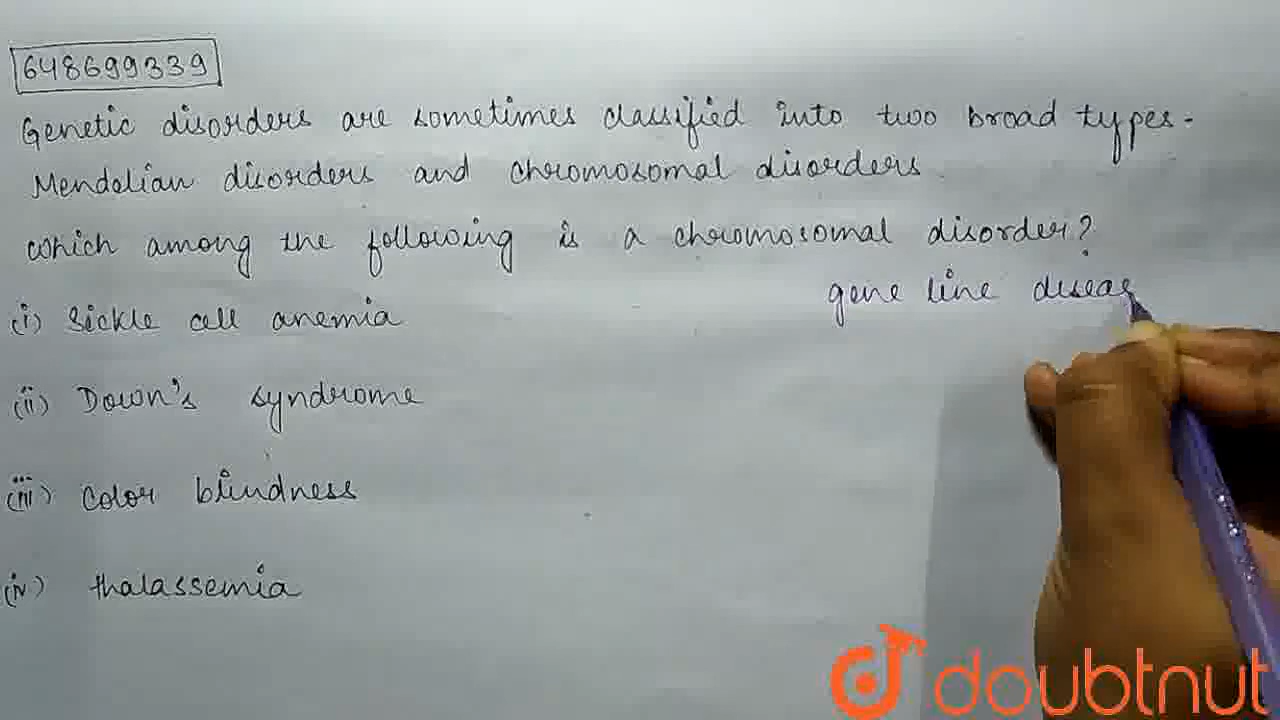 648699339
Genetic disorders are sometimes classified into two broad types-
Mendelian disorders and chromosomal disorders.
which among the following is a chromosomal disorder?
gene line diseas
(i) Sickle cell anemia
(ii) Down's syndrome
(iii) color blindness
(iv) thalassemia
doubtnut